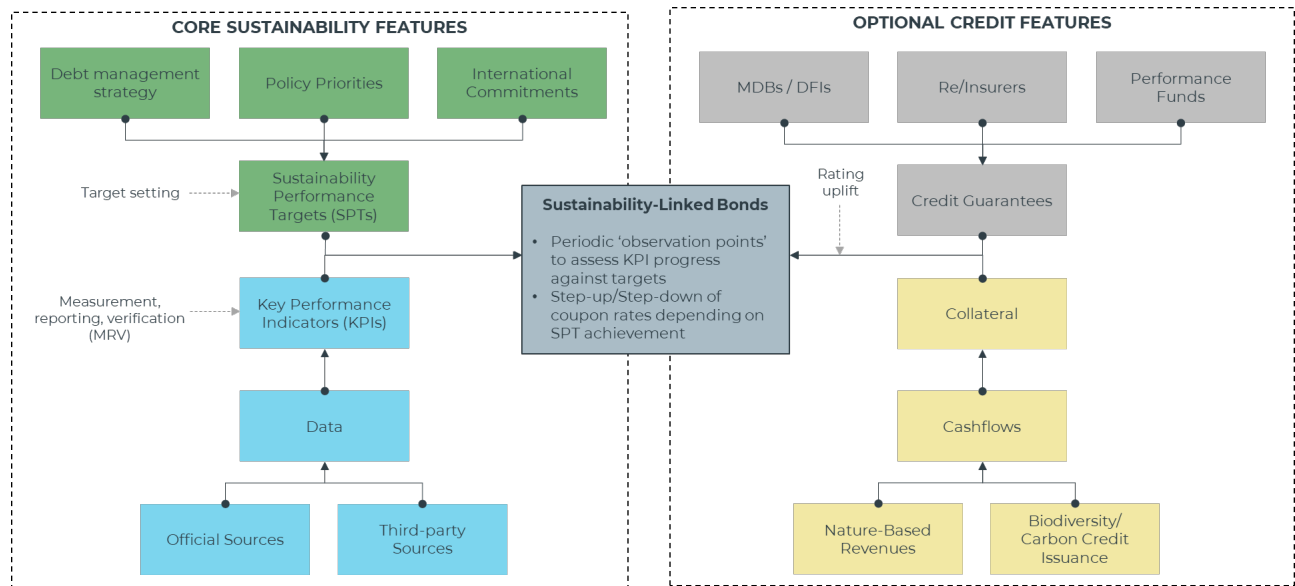 CORE SUSTAINABILITY FEATURES
Debt management
strategy
Policy Priorities
International
Commitments
Target setting
Sustainability
Performance
Targets (SPTs)
Measurement,
reporting, verification
(MRV)
Key Performance
Indicators (KPIs)
Data
Official Sources
Third-party
Sources
Sustainability-Linked Bonds
• Periodic ‘observation points’
to assess KPI progress
against targets
• Step-up/Step-down of
coupon rates depending on
SPT achievement
OPTIONAL CREDIT FEATURES
MDBs / DFIs
Re/Insurers
Performance
Funds
Rating
uplift
Credit Guarantees
Collateral
Cashflows
Nature-Based
Revenues
Biodiversity/
Carbon Credit
Issuance